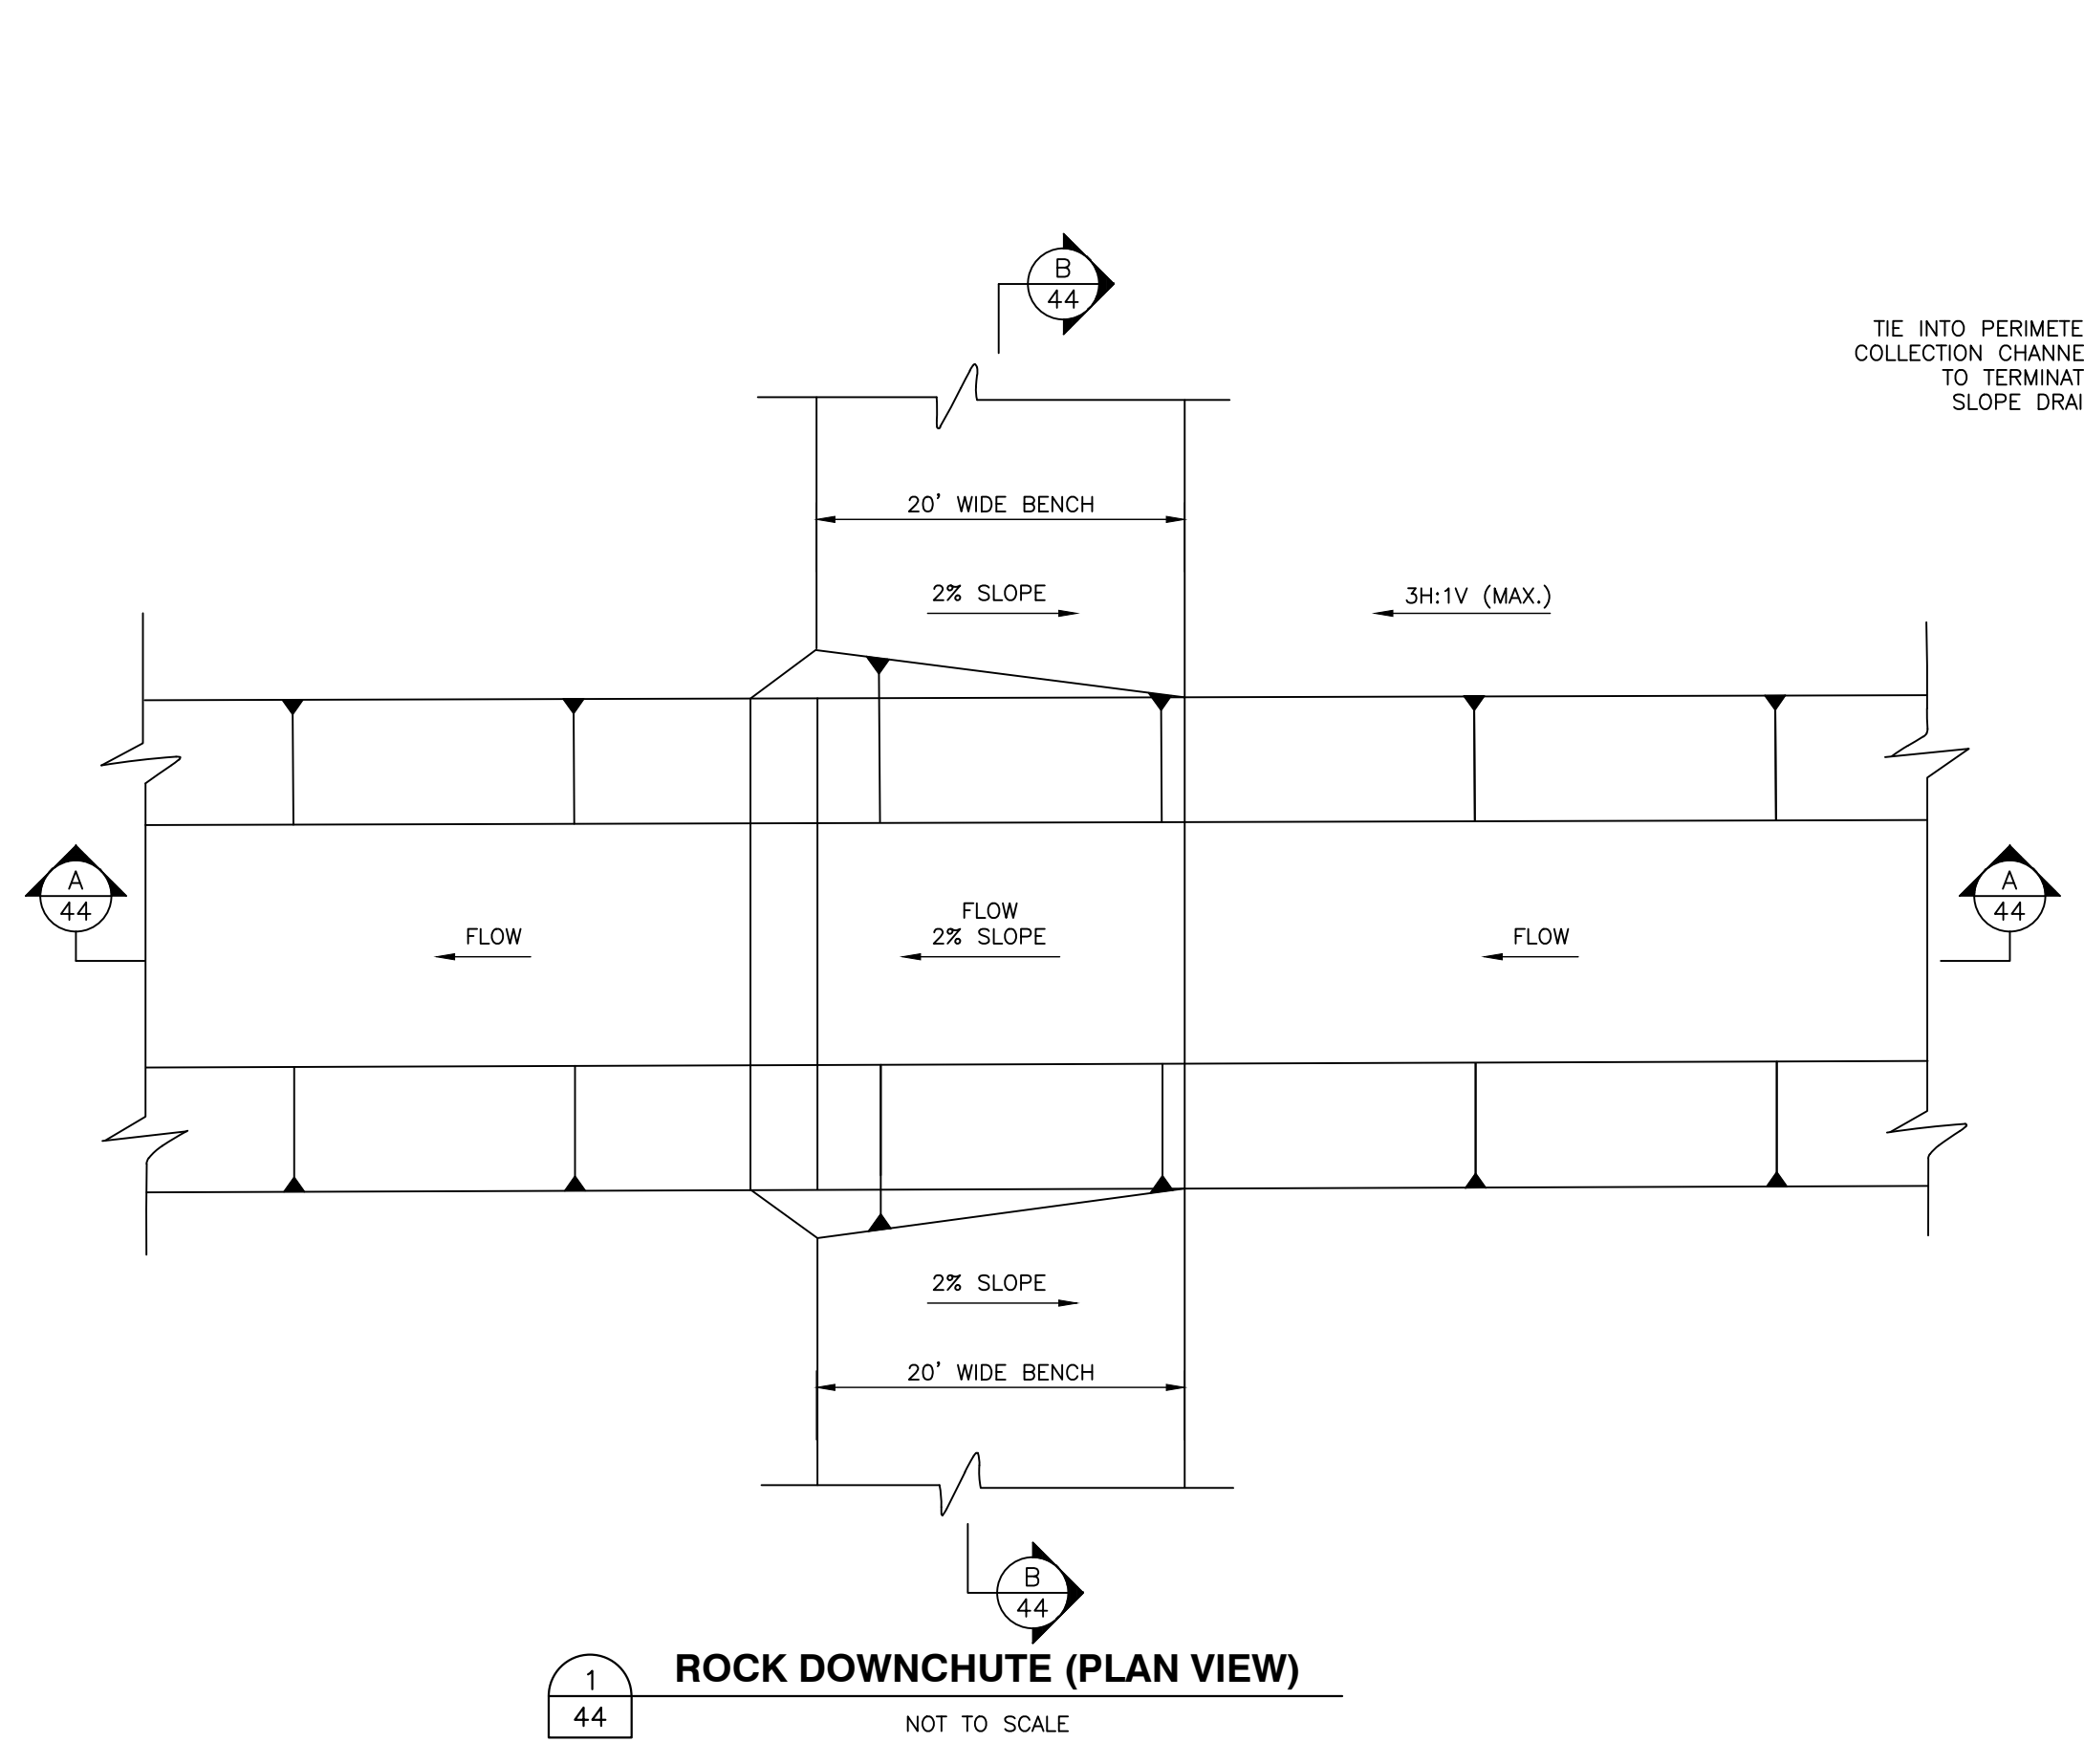 B
44
TIE INTO PERIMETE
COLLECTION CHANNE
TO TERMINAT
SLOPE DRAI
20' WIDE BENCH
2% SLOPE
3H:1V (MAX.)
A
44
A
44
FLOW
FLOW
2% SLOPE
FLOW
2% SLOPE
20' WIDE BENCH
B
44
1
44
ROCK DOWNCHUTE (PLAN VIEW)
NOT TO SCALE